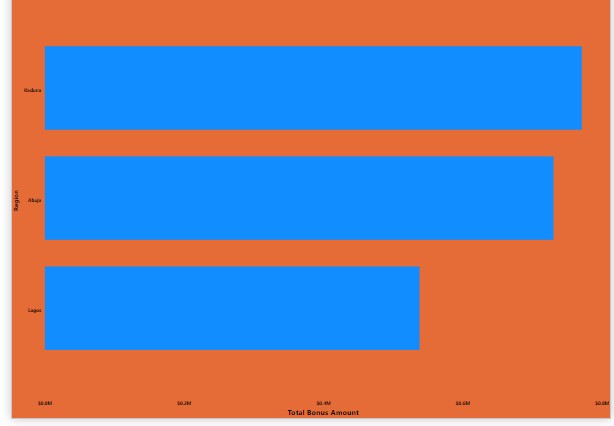 Kaduna
Abuja
Lagos
Region
$0.0M $0.2M $0.4M $0.6M $0.8M
Total Bonus Amount